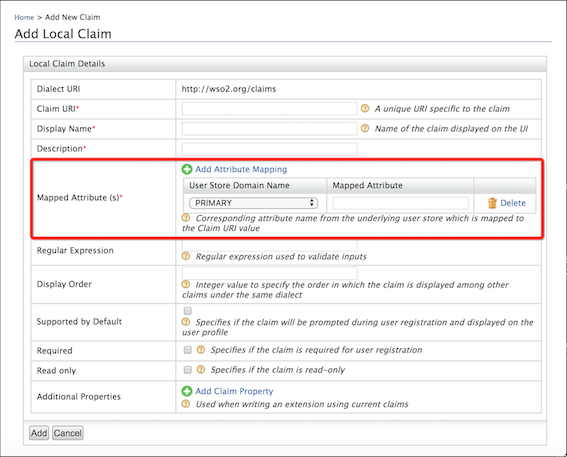 Home > Add New Claim
Add Local Claim
Local Claim Details
Dialect URI http://wso2.org/claims
Claim URI* A unique URI specific to the claim
Display Name* Name of the claim displayed on the UI
Description*
Add Attribute Mapping
User Store Domain Name Mapped Attribute
Mapped Attribute (s)* PRIMARY Delete
Corresponding attribute name from the underlying user store which is mapped to
the Claim URI value
Regular Expression
Regular expression used to validate inputs
Display Order
Integer value to specify the order in which the claim is displayed among other
claims under the same dialect
Supported by Default
Specifies if the claim will be prompted during user registration and displayed on the
user profile
Required Specifies if the claim is required for user registration
Read only Specifies if the claim is read-only
Additional Properties Add Claim Property
Used when writing an extension using current claims
Add Cancel